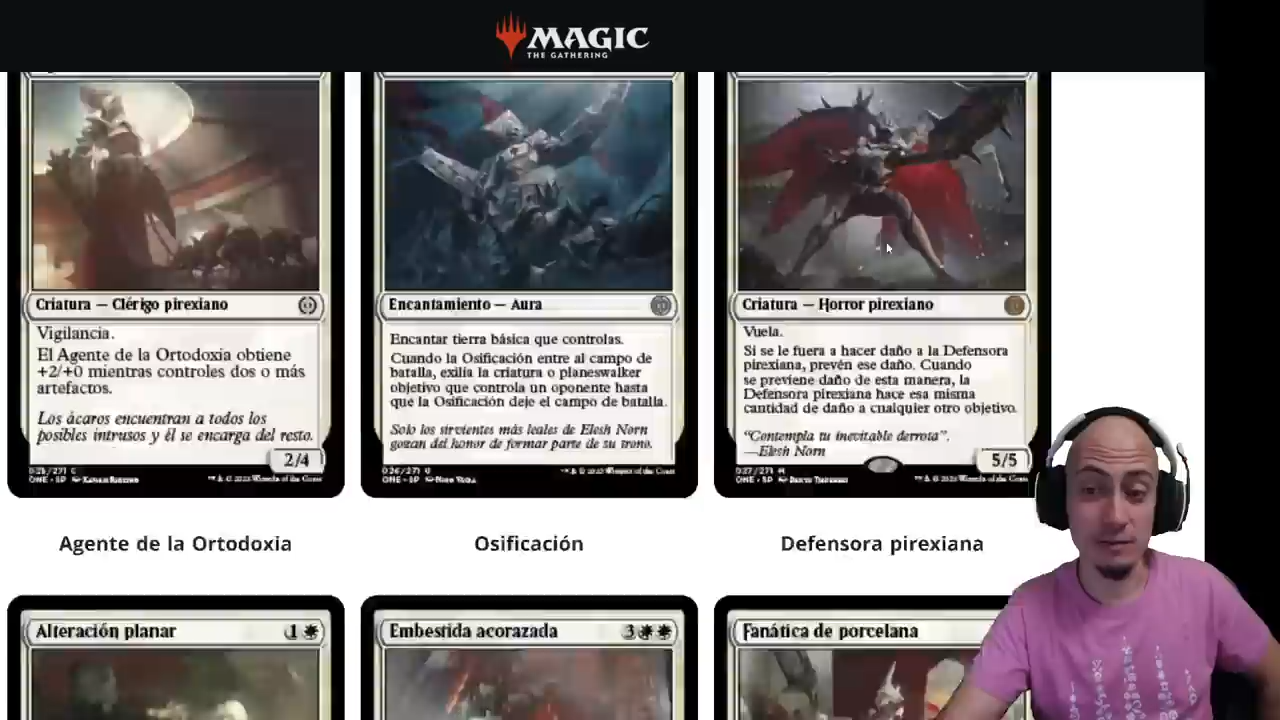 MAGIC
THE GATHERING
Criatura — Clérigo pirexiano
Vigilancia.
El Agente de la Ortodoxia obtiene
+2/+0 mientras controles dos o más
artefactos.
Los ácaros encuentran a todos los
posibles intrusos y él se encarga del resto.
2/4
Encantamiento — Aura
Encantar tierra básica que controlas.
Cuando la Osificación entre al campo de
batalla, exilia la criatura o planeswalker
objetivo que controla un oponente hasta
que la Osificación deje el campo de batalla.
Solo los sirvientes más leales de Elesh Norn
gozan del honor de formar parte de su trono.
026/271 U
Criatura — Horror pirexiano
Vuela.
Si se le fuera a hacer daño a la Defensora
pirexiana, prevén ese daño. Cuando
se previene daño de esta manera, la
Defensora pirexiana hace esa misma
cantidad de daño a cualquier otro objetivo.
“Contempla tu inevitable derrota”.
—Elesh Norn
5/5
027/271 M
Agente de la Ortodoxia
Osificación
Defensora pirexiana
Alteración planar 1
Embestida acorazada 3
Fanática de porcelana